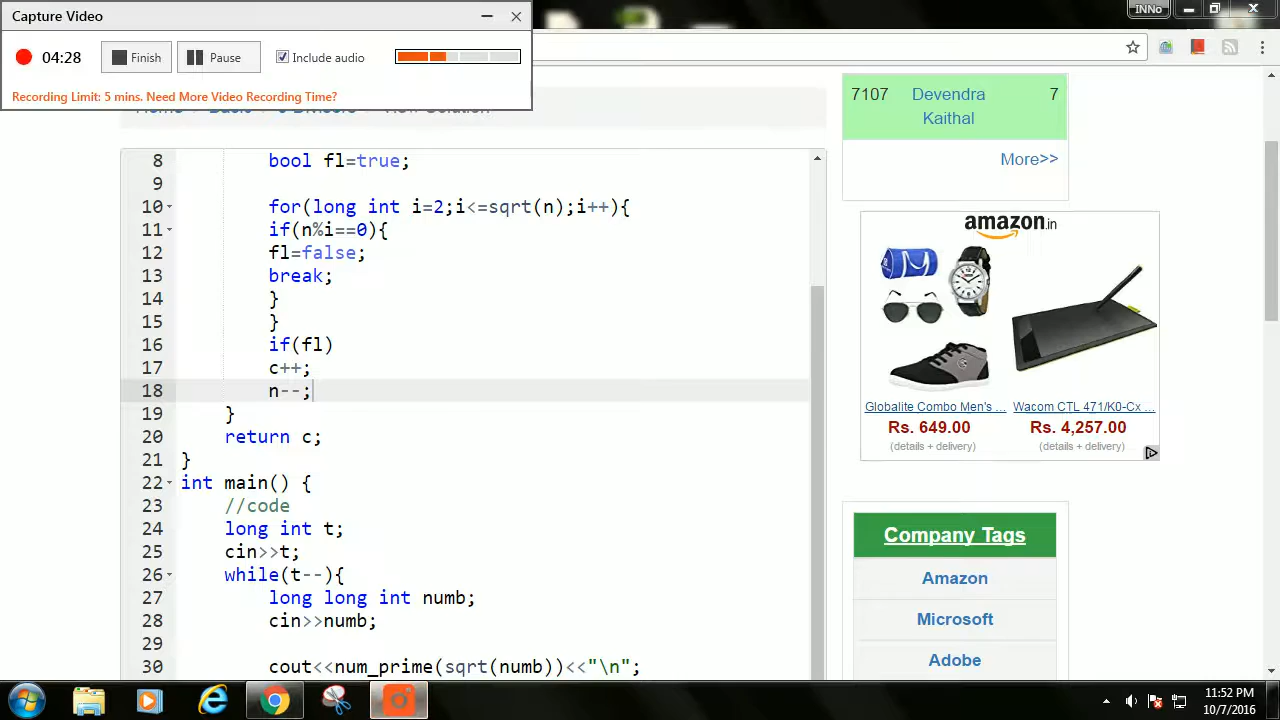 Capture Video
INNo
04:28
Finish
Pause
Include audio
Recording Limit: 5 mins. Need More Video Recording Time?
View Solution
8 bool fl=true;
9
10 for(long int i=2;i<=sqrt(n);i++){
11 if(n%i==0){
12 fl=false;
13 break;
14 }
15 }
16 if(fl)
17 c++;
18 n--;
19 }
20 return c;
21 }
22 int main() {
23 //code
24 long int t;
25 cin>>t;
26 while(t--){
27 long long int numb;
28 cin>>numb;
29
30 cout<<num_prime(sqrt(numb))<<"\n";
7107 Devendra 7
Kaithal
More>>
amazon.in
Globalite Combo Men's ... Wacom CTL 471/K0-Cx ...
Rs. 649.00 Rs. 4,257.00
(details + delivery) (details + delivery)
Company Tags
Amazon
Microsoft
Adobe
11:52 PM
10/7/2016